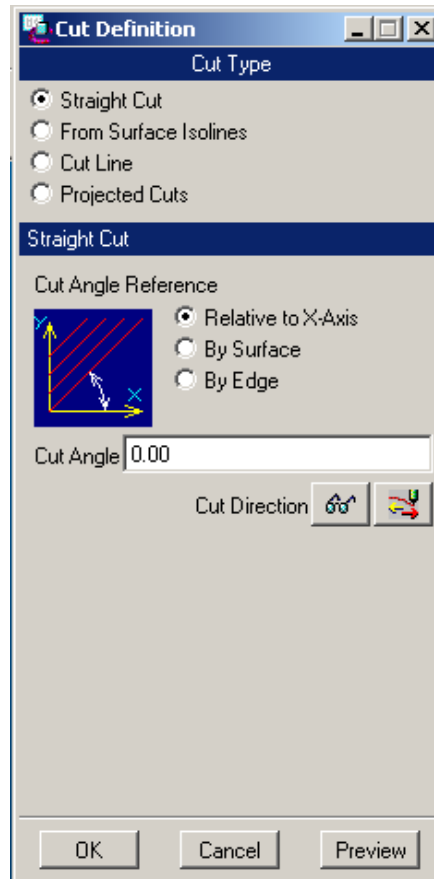 Cut Definition
Cut Type
Straight Cut
From Surface Isolines
Cut Line
Projected Cuts
Straight Cut
Cut Angle Reference
Y
X
Relative to X-Axis
By Surface
By Edge
Cut Angle 0.00
Cut Direction
OK Cancel Preview